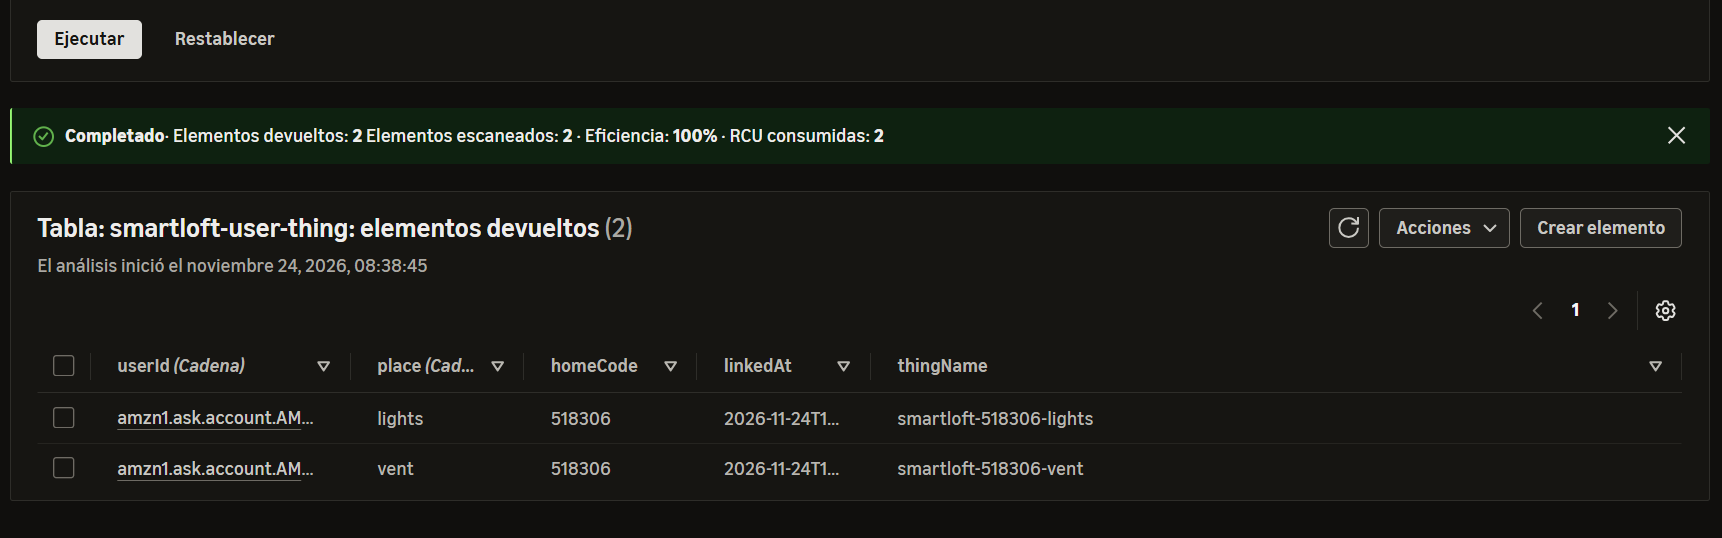 Ejecutar Restablecer
Completado· Elementos devueltos: 2 Elementos escaneados: 2 · Eficiencia: 100% · RCU consumidas: 2
Tabla: smartloft-user-thing: elementos devueltos (2)
Acciones Crear elemento
El análisis inició el noviembre 24, 2026, 08:38:45
1
userId (Cadena) place (Cad... homeCode linkedAt thingName
amzn1.ask.account.AM... lights 518306 2026-11-24T1... smartloft-518306-lights
amzn1.ask.account.AM... vent 518306 2026-11-24T1... smartloft-518306-vent